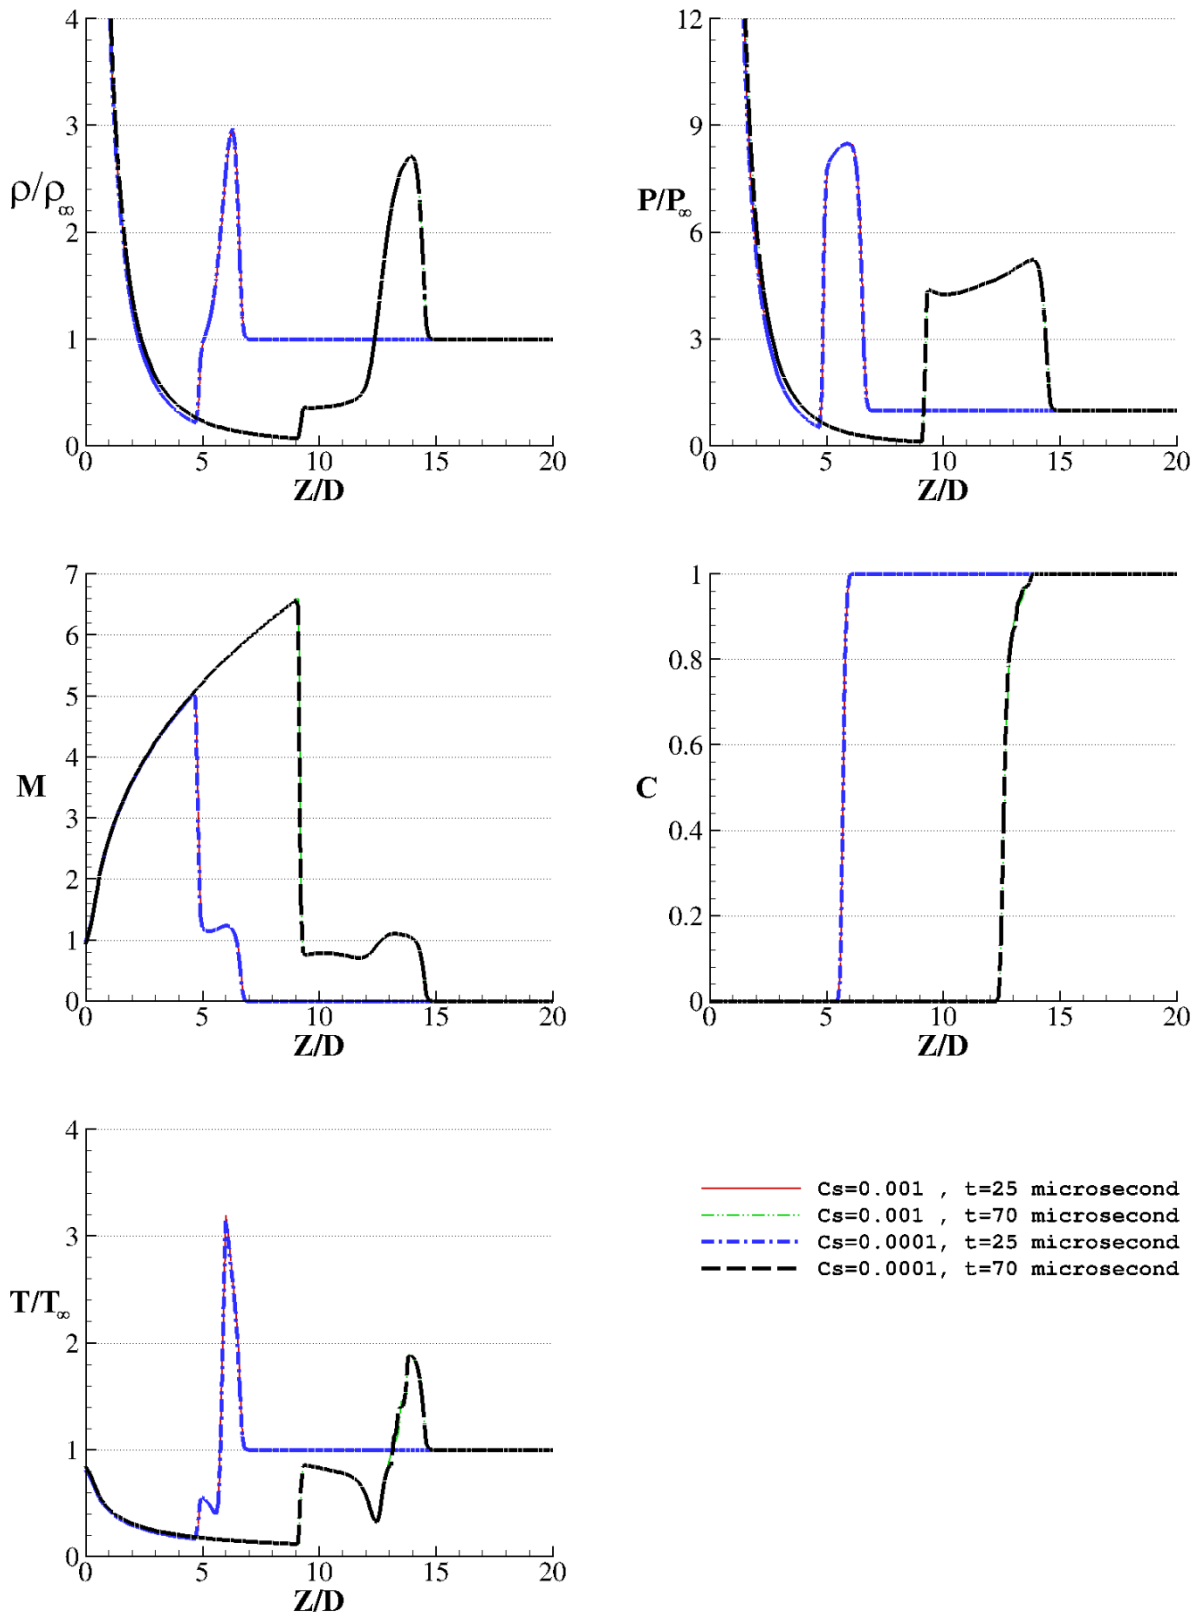 4
3
ρ/ρ∞
2
1
0
0 5 10 15 20
Z/D
12
9
P/P∞
6
3
0
0 5 10 15 20
Z/D
7
6
5
4
M
3
2
1
0
0 5 10 15 20
Z/D
1
0.8
0.6
C
0.4
0.2
0
0 5 10 15 20
Z/D
4
3
T/T∞
2
1
0
0 5 10 15 20
Z/D
Cs=0.001 , t=25 microsecond
Cs=0.001 , t=70 microsecond
Cs=0.0001, t=25 microsecond
Cs=0.0001, t=70 microsecond